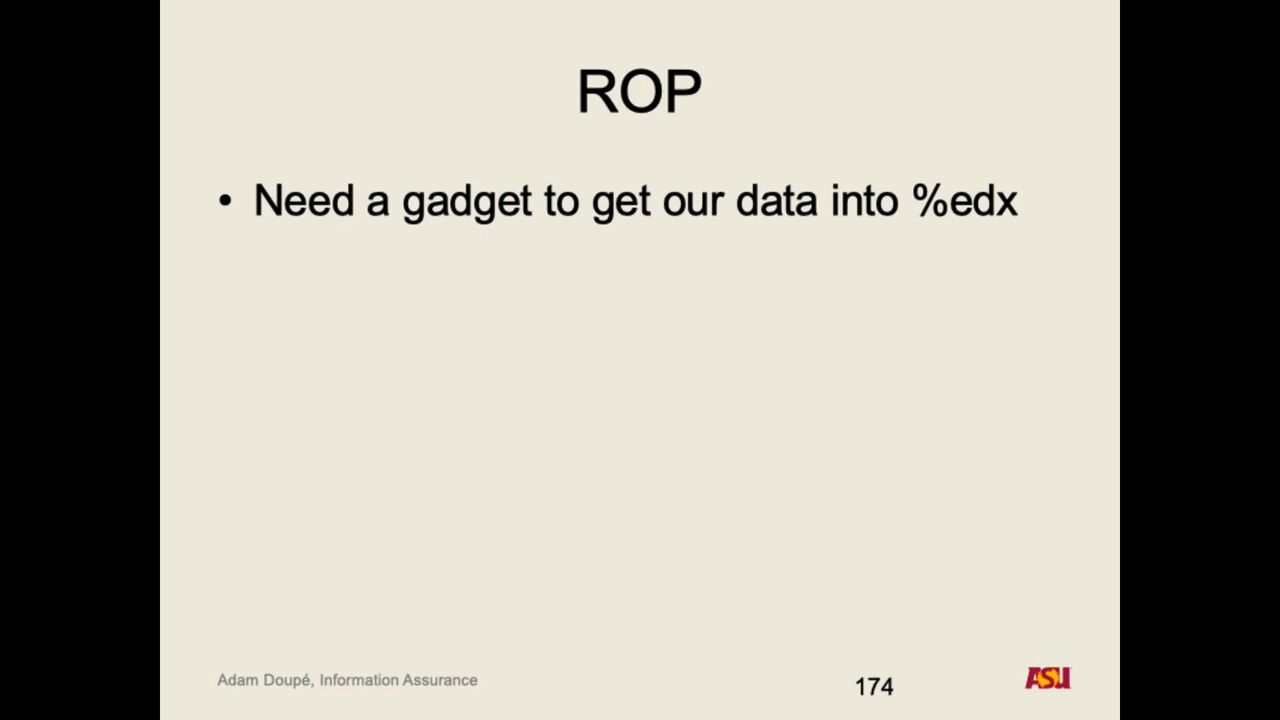 ROP
• Need a gadget to get our data into %edx
Adam Doupé, Information Assurance
174
ASU